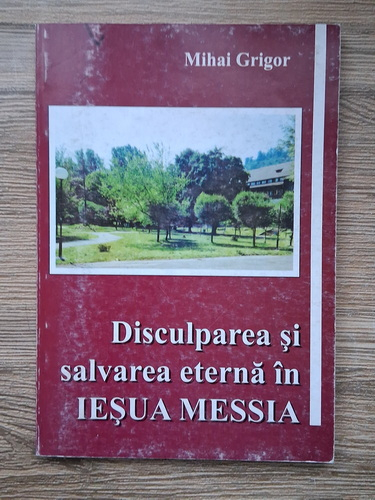 Mihai Grigor
Disculparea şi
salvarea eternă în
IEŞUA MESSIA